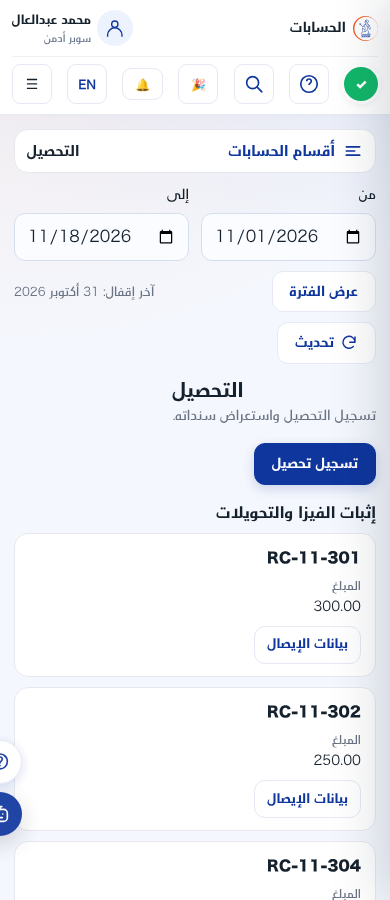 الحسابات
محمد عبدالعال
سوبر أدمن
EN
أقسام الحسابات
التحصيل
من
إلى
11/01/2026
11/18/2026
عرض الفترة
آخر إقفال: 31 أكتوبر 2026
تحديث
التحصيل
تسجيل التحصيل واستعراض سنداته.
تسجيل تحصيل
إثبات الفيزا والتحويلات
RC-11-301
المبلغ
300.00
بيانات الإيصال
RC-11-302
المبلغ
250.00
بيانات الإيصال
RC-11-304
المبلغ